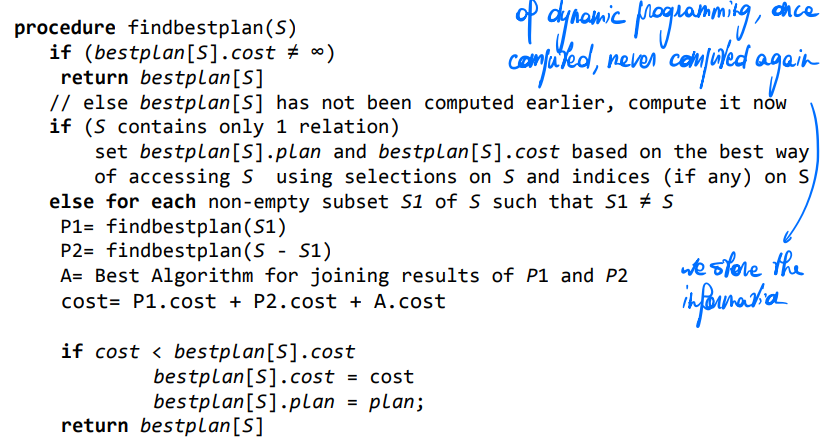 of dynamic programming, once
computed, never computed again
procedure findbestplan(S)
if (bestplan[S].cost ≠ ∞)
return bestplan[S]
// else bestplan[S] has not been computed earlier, compute it now
if (S contains only 1 relation)
set bestplan[S].plan and bestplan[S].cost based on the best way
of accessing S using selections on S and indices (if any) on S
else for each non-empty subset S1 of S such that S1 ≠ S
P1= findbestplan(S1)
P2= findbestplan(S - S1)
A= Best Algorithm for joining results of P1 and P2
cost= P1.cost + P2.cost + A.cost
we store the
information
if cost < bestplan[S].cost
bestplan[S].cost = cost
bestplan[S].plan = plan;
return bestplan[S]